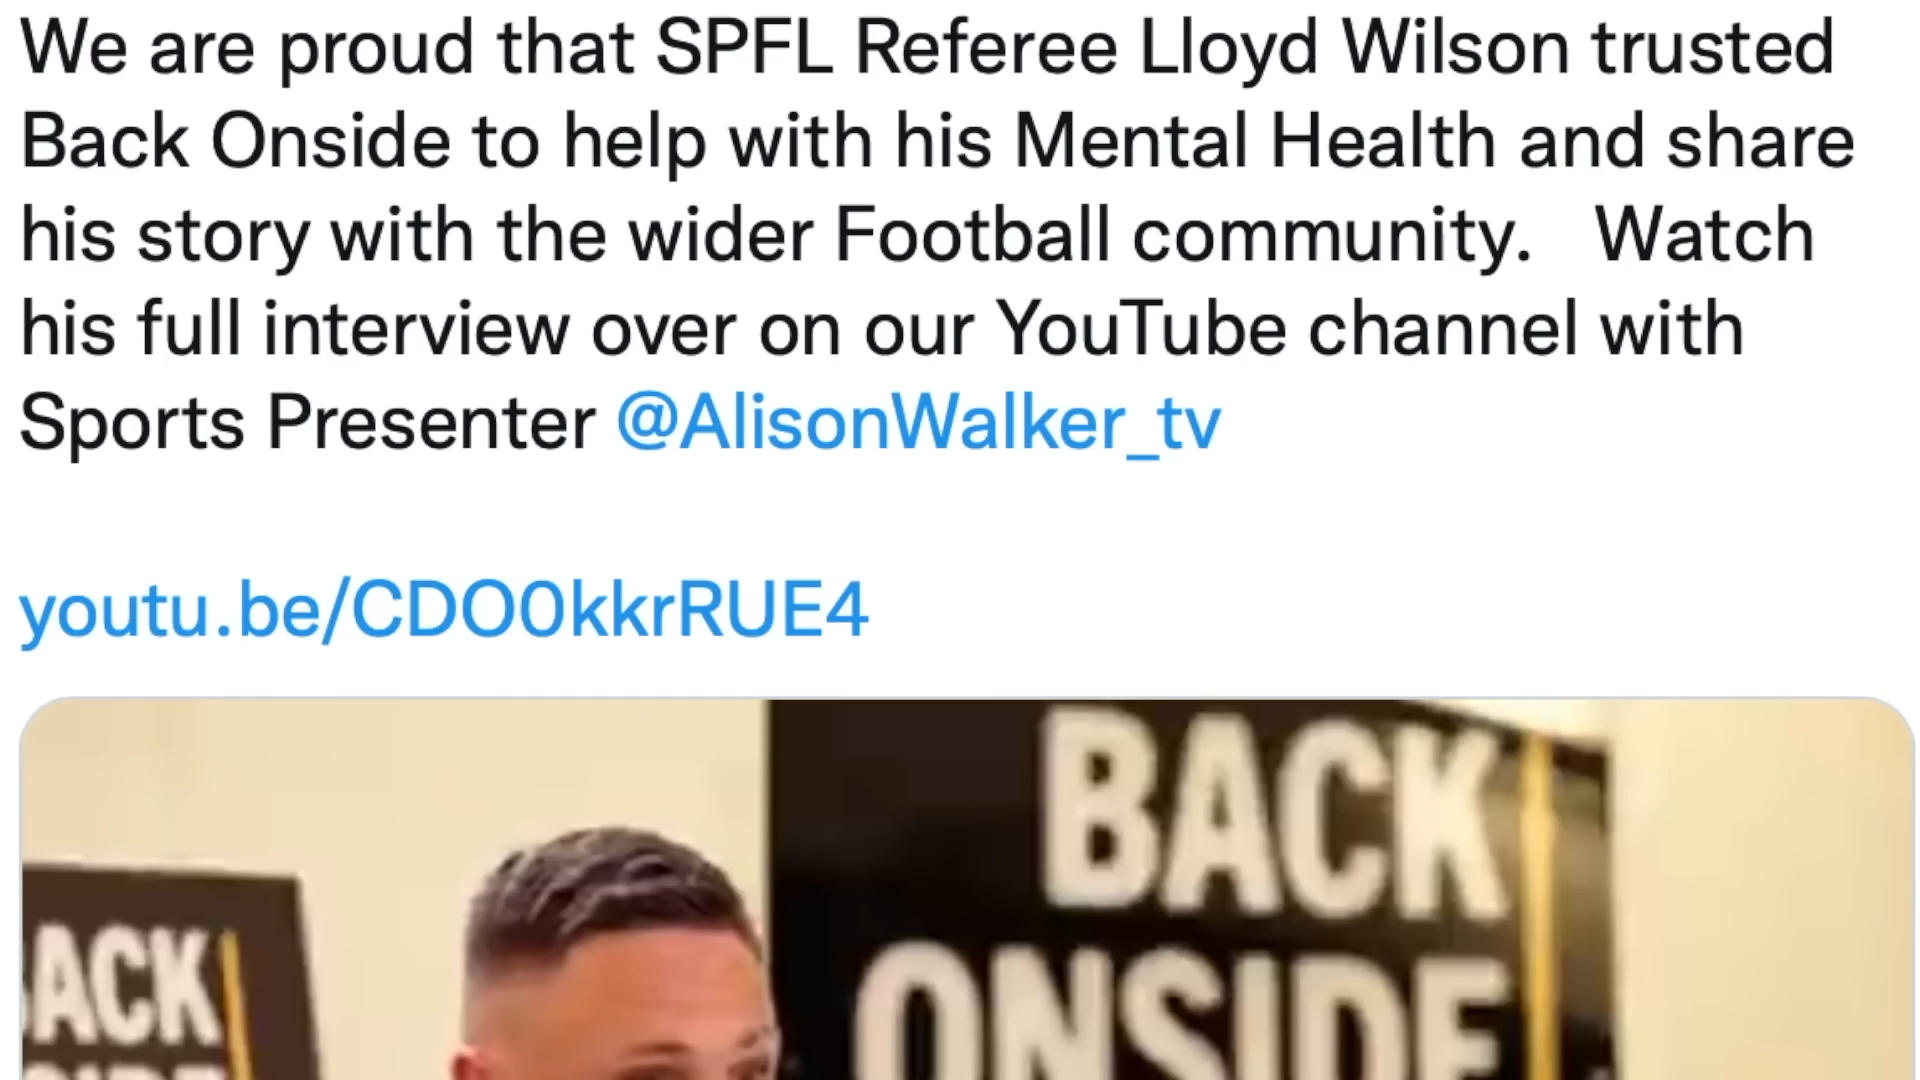 We are proud that SPFL Referee Lloyd Wilson trusted
Back Onside to help with his Mental Health and share
his story with the wider Football community.   Watch
his full interview over on our YouTube channel with
Sports Presenter @AlisonWalker_tv
youtu.be/CDO0kkrRUE4
BACK
ONSIDE
ACK